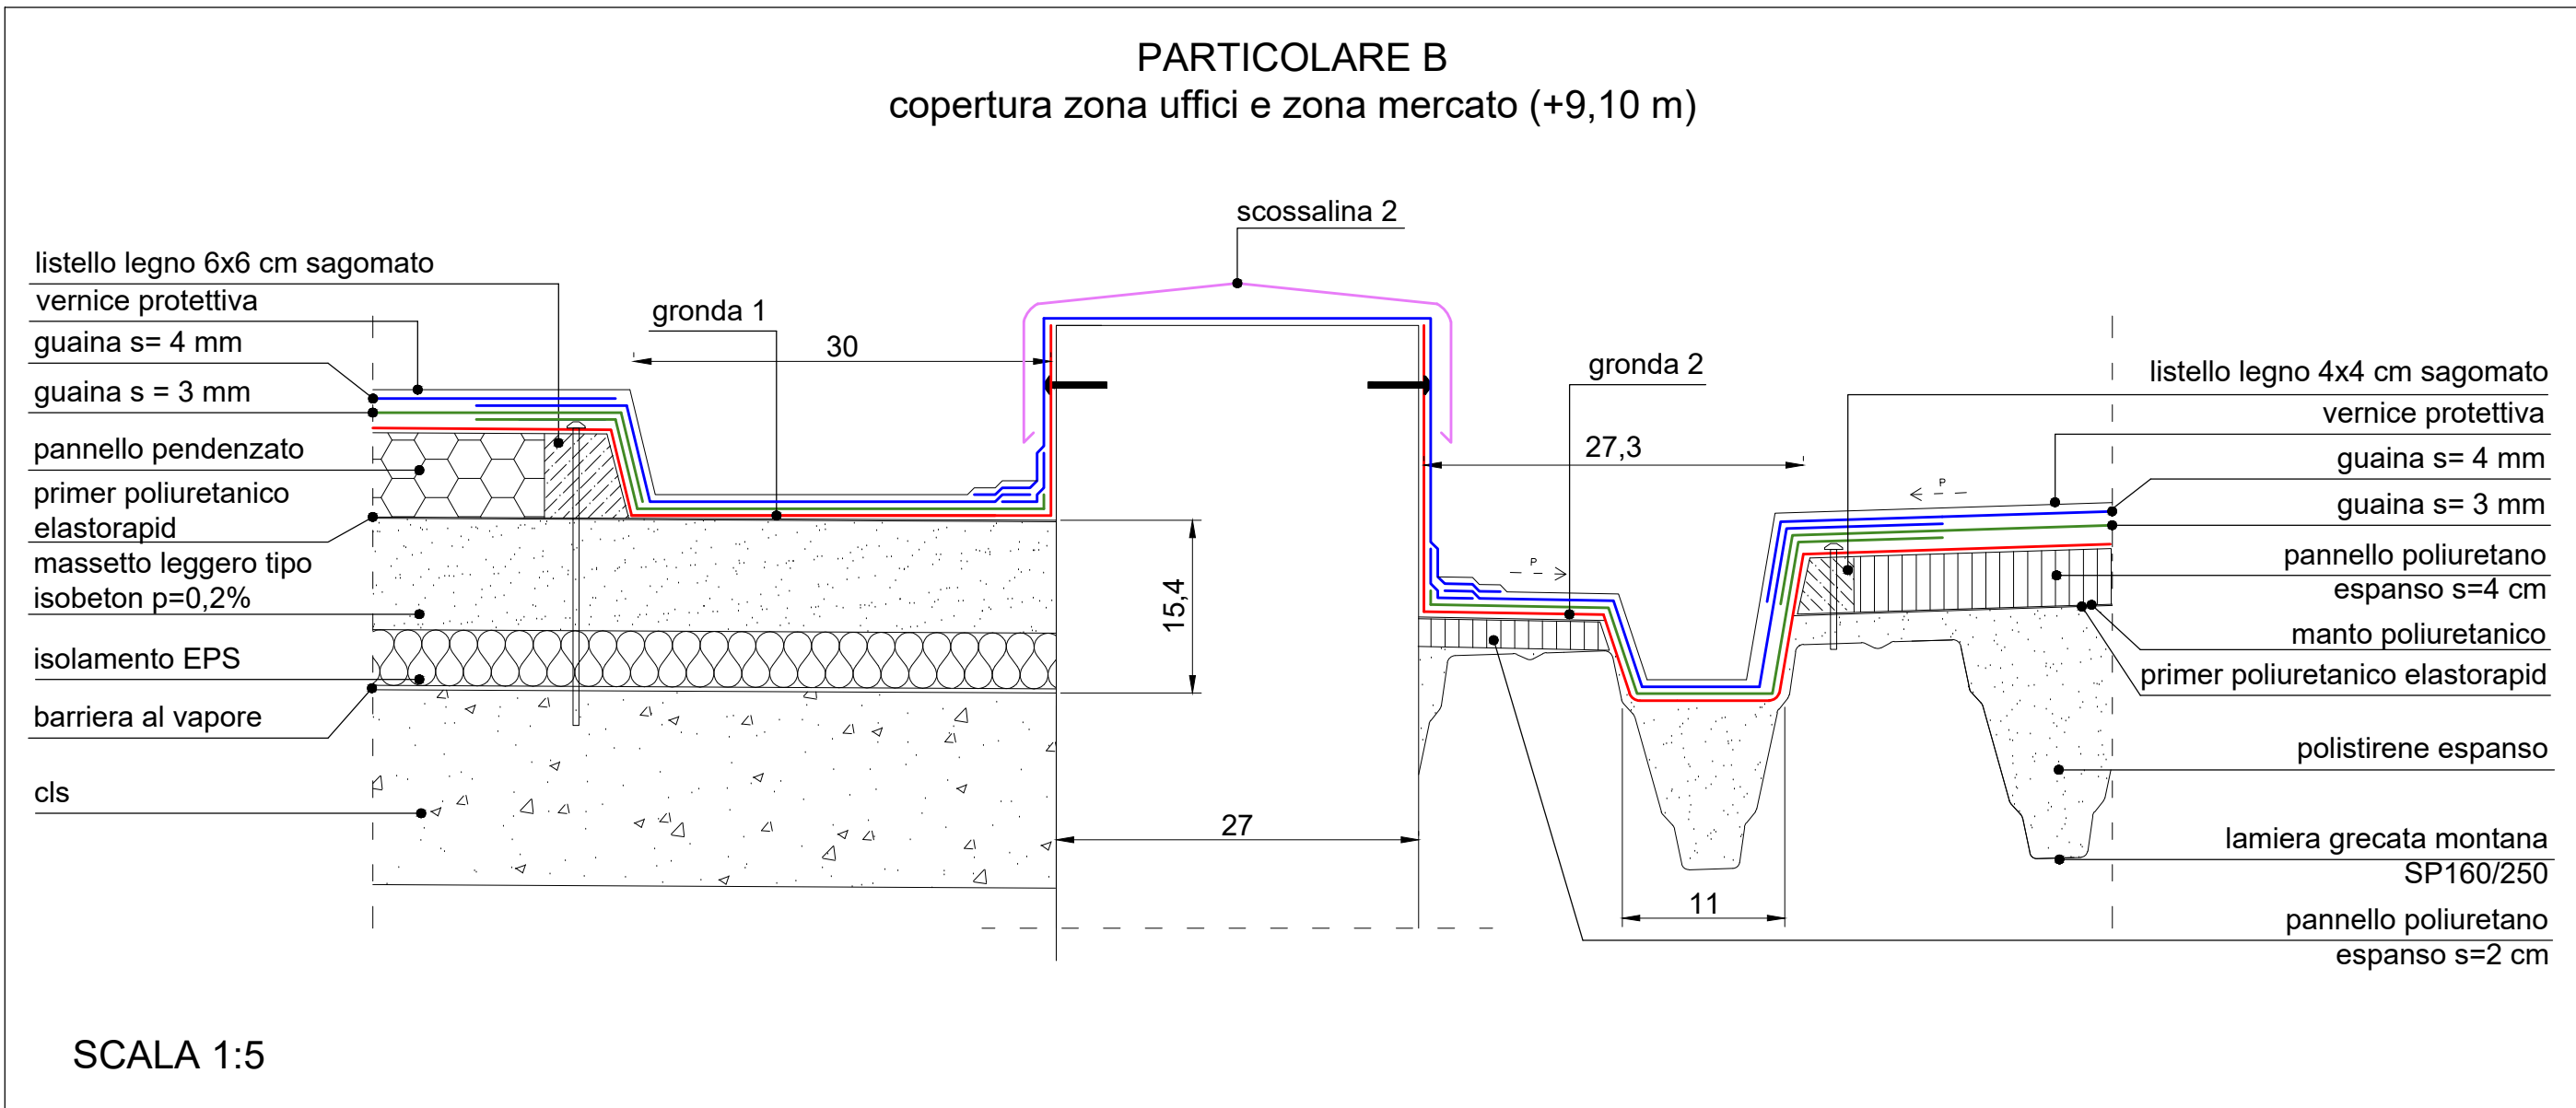 PARTICOLARE B
copertura zona uffici e zona mercato (+9,10 m)
scossalina 2
listello legno 6x6 cm sagomato
vernice protettiva
guaina s= 4 mm
guaina s = 3 mm
pannello pendenzato
primer poliuretanico
elastorapid
massetto leggero tipo
isobeton p=0,2%
isolamento EPS
barriera al vapore
cls
gronda 1
30
15,4
27
gronda 2
27,3
P
P
11
listello legno 4x4 cm sagomato
vernice protettiva
guaina s= 4 mm
guaina s= 3 mm
pannello poliuretano
espanso s=4 cm
manto poliuretanico
primer poliuretanico elastorapid
polistirene espanso
lamiera grecata montana
SP160/250
pannello poliuretano
espanso s=2 cm
SCALA 1:5